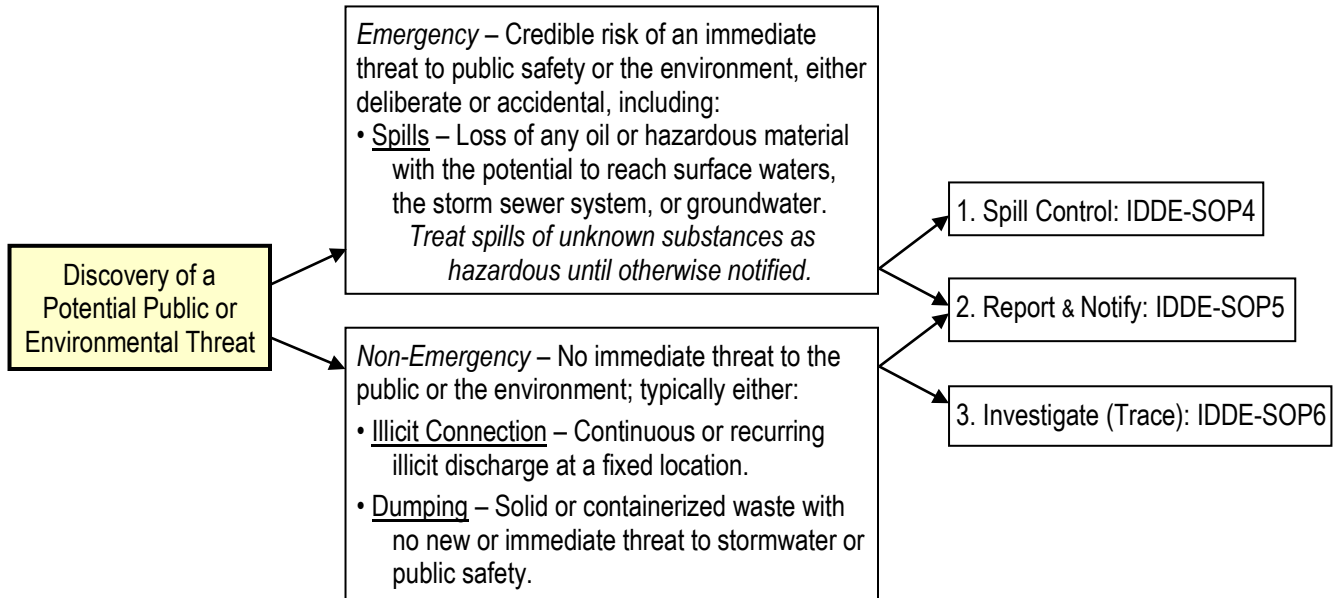 Discovery of a
Potential Public or
Environmental Threat
Emergency – Credible risk of an immediate
threat to public safety or the environment, either
deliberate or accidental, including:
• Spills – Loss of any oil or hazardous material
with the potential to reach surface waters,
the storm sewer system, or groundwater.
Treat spills of unknown substances as
hazardous until otherwise notified.
Non-Emergency – No immediate threat to the
public or the environment; typically either:
• Illicit Connection – Continuous or recurring
illicit discharge at a fixed location.
• Dumping – Solid or containerized waste with
no new or immediate threat to stormwater or
public safety.
1. Spill Control: IDDE-SOP4
2. Report & Notify: IDDE-SOP5
3. Investigate (Trace): IDDE-SOP6